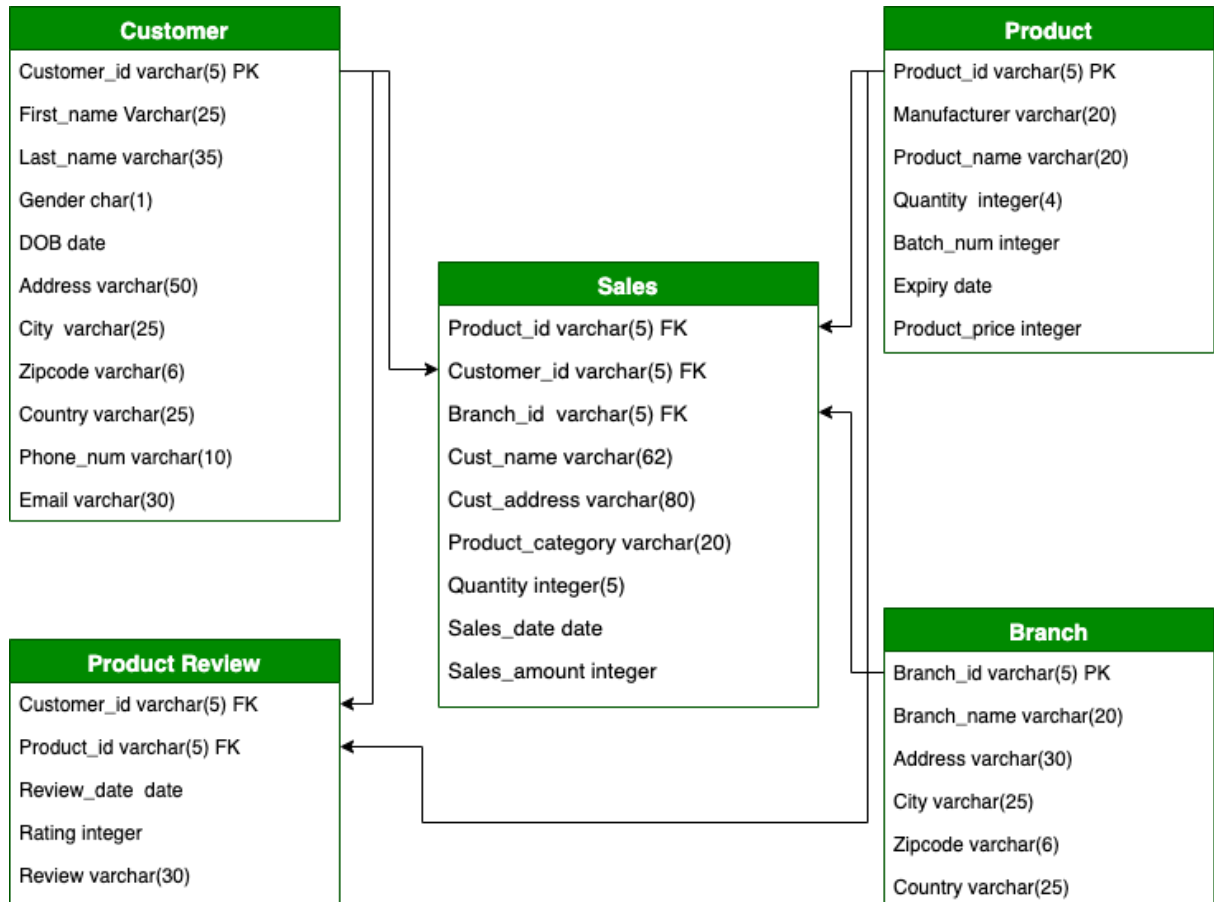 Customer
Customer_id varchar(5) PK
First_name Varchar(25)
Last_name varchar(35)
Gender char(1)
DOB date
Address varchar(50)
City  varchar(25)
Zipcode varchar(6)
Country varchar(25)
Phone_num varchar(10)
Email varchar(30)
Product
Product_id varchar(5) PK
Manufacturer varchar(20)
Product_name varchar(20)
Quantity  integer(4)
Batch_num integer
Expiry date
Product_price integer
Sales
Product_id varchar(5) FK
Customer_id varchar(5) FK
Branch_id  varchar(5) FK
Cust_name varchar(62)
Cust_address varchar(80)
Product_category varchar(20)
Quantity integer(5)
Sales_date date
Sales_amount integer
Product Review
Customer_id varchar(5) FK
Product_id varchar(5) FK
Review_date  date
Rating integer
Review varchar(30)
Branch
Branch_id varchar(5) PK
Branch_name varchar(20)
Address varchar(30)
City varchar(25)
Zipcode varchar(6)
Country varchar(25)